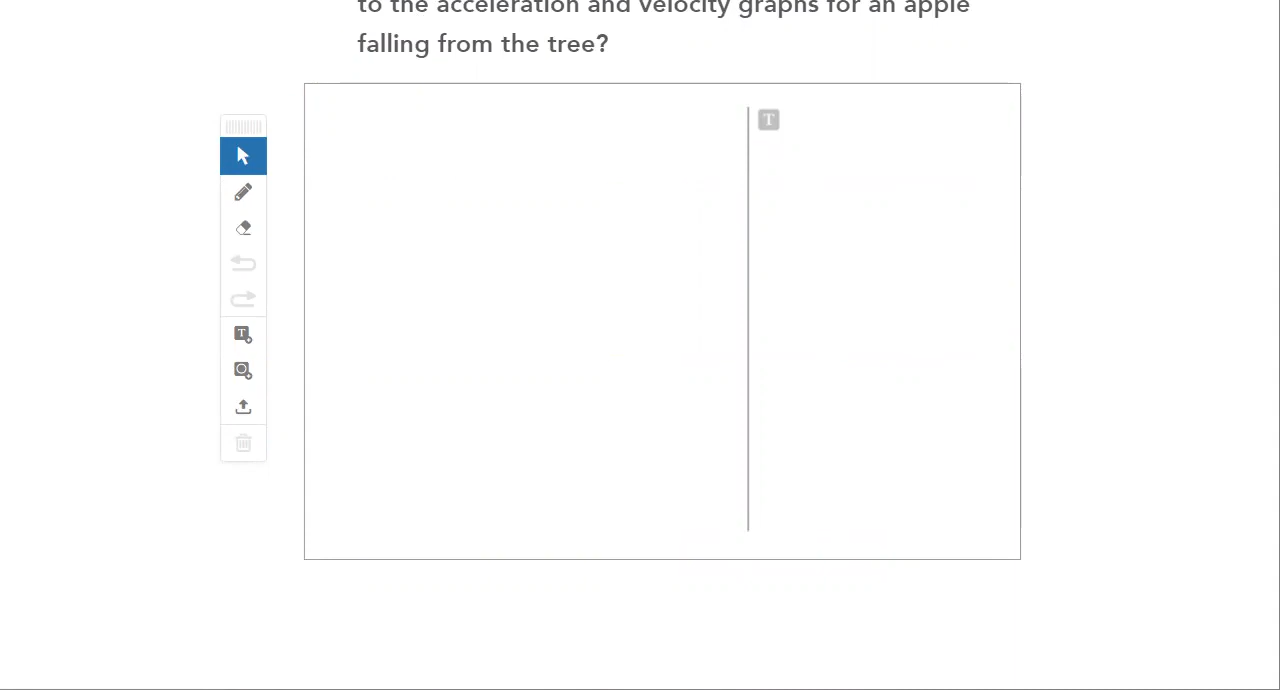 to the acceleration and velocity graphs for an apple
falling from the tree?
T
T